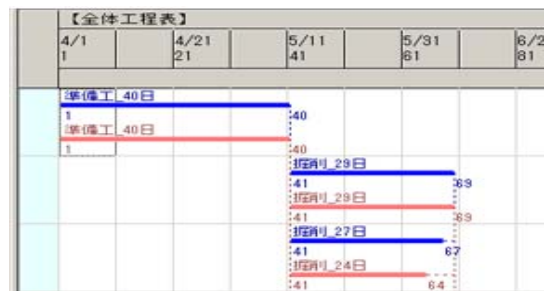 【全体工程表】
4/1 4/21 5/11 5/31 6/2
1 21 41 61 81
準備工_40日
1 40
準備工_40日
1 40
掘削_29日
41 69
掘削_29日
41 69
掘削_27日
41 67
掘削_24日
41 64